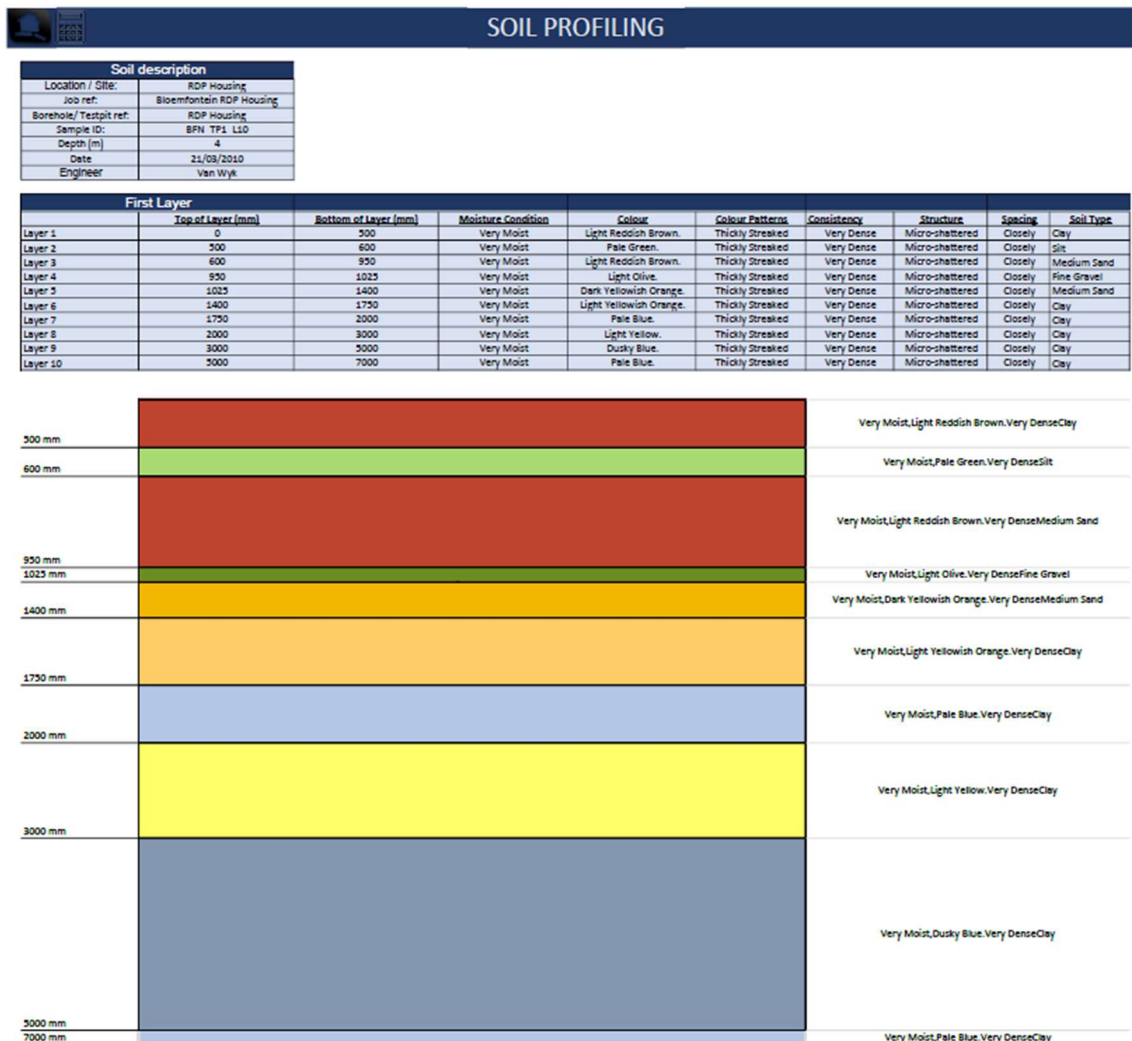 SOIL PROFILING
Soil description
Location / Site: RDP Housing
Job ref: Bloemfontein RDP Housing
Borehole/ Testpit ref: RDP Housing
Sample ID: BFN TP1 L10
Depth (m) 4
Date 21/03/2010
Engineer Van Wyk
First Layer
Top of Layer (mm) Bottom of Layer (mm) Moisture Condition Colour Colour Patterns Consistency Structure Spacing Soil Type
Layer 1 0 500 Very Moist Light Reddish Brown. Thickly Streaked Very Dense Micro-shattered Closely Clay
Layer 2 500 600 Very Moist Pale Green. Thickly Streaked Very Dense Micro-shattered Closely Silt
Layer 3 600 950 Very Moist Light Reddish Brown. Thickly Streaked Very Dense Micro-shattered Closely Medium Sand
Layer 4 950 1025 Very Moist Light Olive. Thickly Streaked Very Dense Micro-shattered Closely Fine Gravel
Layer 5 1025 1400 Very Moist Dark Yellowish Orange. Thickly Streaked Very Dense Micro-shattered Closely Medium Sand
Layer 6 1400 1750 Very Moist Light Yellowish Orange. Thickly Streaked Very Dense Micro-shattered Closely Clay
Layer 7 1750 2000 Very Moist Pale Blue. Thickly Streaked Very Dense Micro-shattered Closely Clay
Layer 8 2000 3000 Very Moist Light Yellow. Thickly Streaked Very Dense Micro-shattered Closely Clay
Layer 9 3000 5000 Very Moist Dusky Blue. Thickly Streaked Very Dense Micro-shattered Closely Clay
Layer 10 5000 7000 Very Moist Pale Blue. Thickly Streaked Very Dense Micro-shattered Closely Clay
Very Moist,Light Reddish Brown.Very DenseClay
500 mm
Very Moist,Pale Green.Very DenseSilt
600 mm
Very Moist,Light Reddish Brown.Very DenseMedium Sand
950 mm
Very Moist,Light Olive.Very DenseFine Gravel
1025 mm
Very Moist,Dark Yellowish Orange.Very DenseMedium Sand
1400 mm
Very Moist,Light Yellowish Orange.Very DenseClay
1750 mm
Very Moist,Pale Blue.Very DenseClay
2000 mm
Very Moist,Light Yellow.Very DenseClay
3000 mm
Very Moist,Dusky Blue.Very DenseClay
5000 mm
7000 mm Very Moist,Pale Blue.Very DenseClay